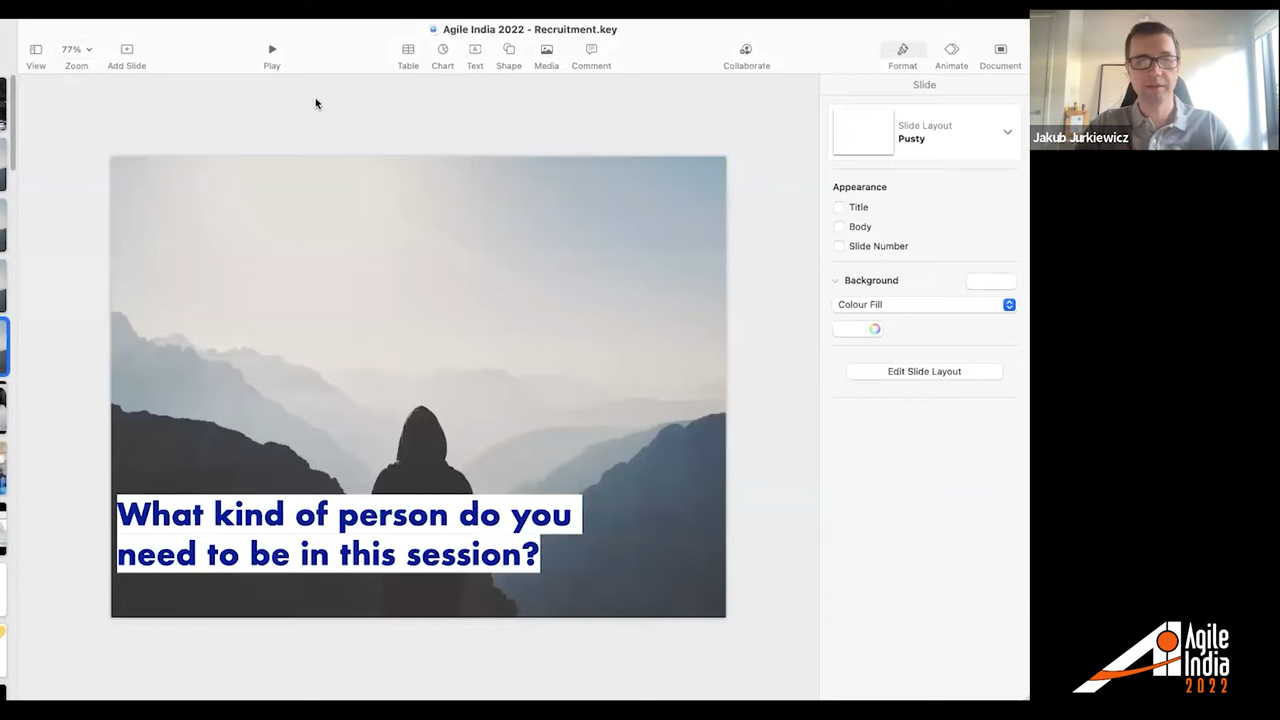 Agile India 2022 - Recruitment.key
77%
View
Zoom
Add Slide
Play
Table
Chart
Text
Shape
Media
Comment
Collaborate
Format
Animate
Document
Slide
Slide Layout
Pusty
Appearance
Title
Body
Slide Number
Background
Colour Fill
Edit Slide Layout
What kind of person do you
need to be in this session?
Jakub Jurkiewicz
Agile
India
2022